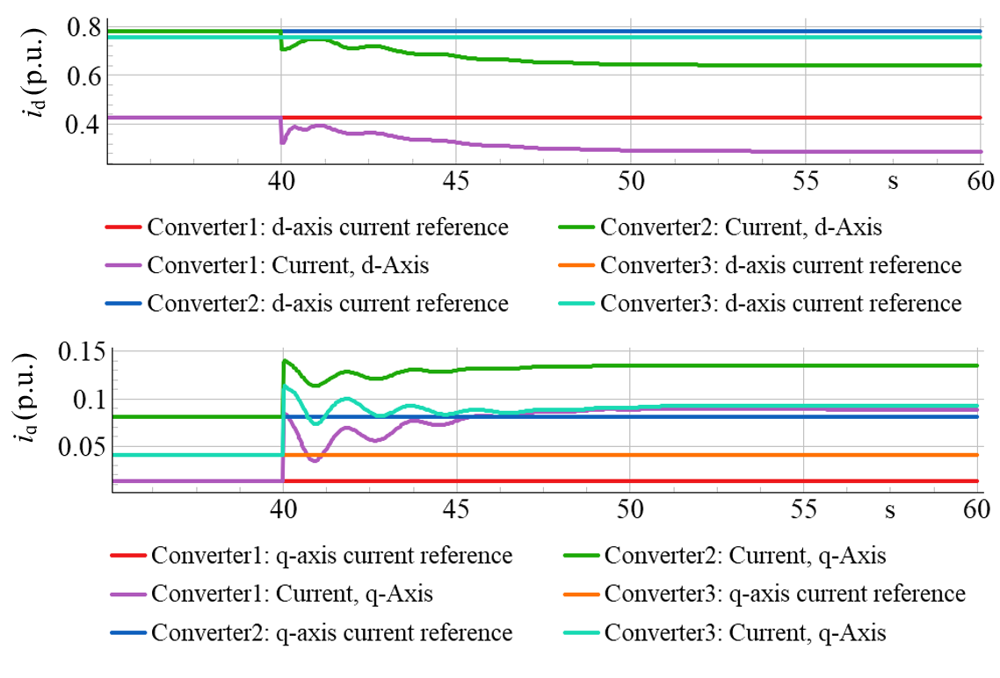 0.8
0.6
0.4
i_d (p.u.)
40 45 50 55 s 60
Converter1: d-axis current reference Converter2: Current, d-Axis
Converter1: Current, d-Axis Converter3: d-axis current reference
Converter2: d-axis current reference Converter3: d-axis current reference
0.15
0.1
0.05
i_q (p.u.)
40 45 50 55 s 60
Converter1: q-axis current reference Converter2: Current, q-Axis
Converter1: Current, q-Axis Converter3: q-axis current reference
Converter2: q-axis current reference Converter3: Current, q-Axis